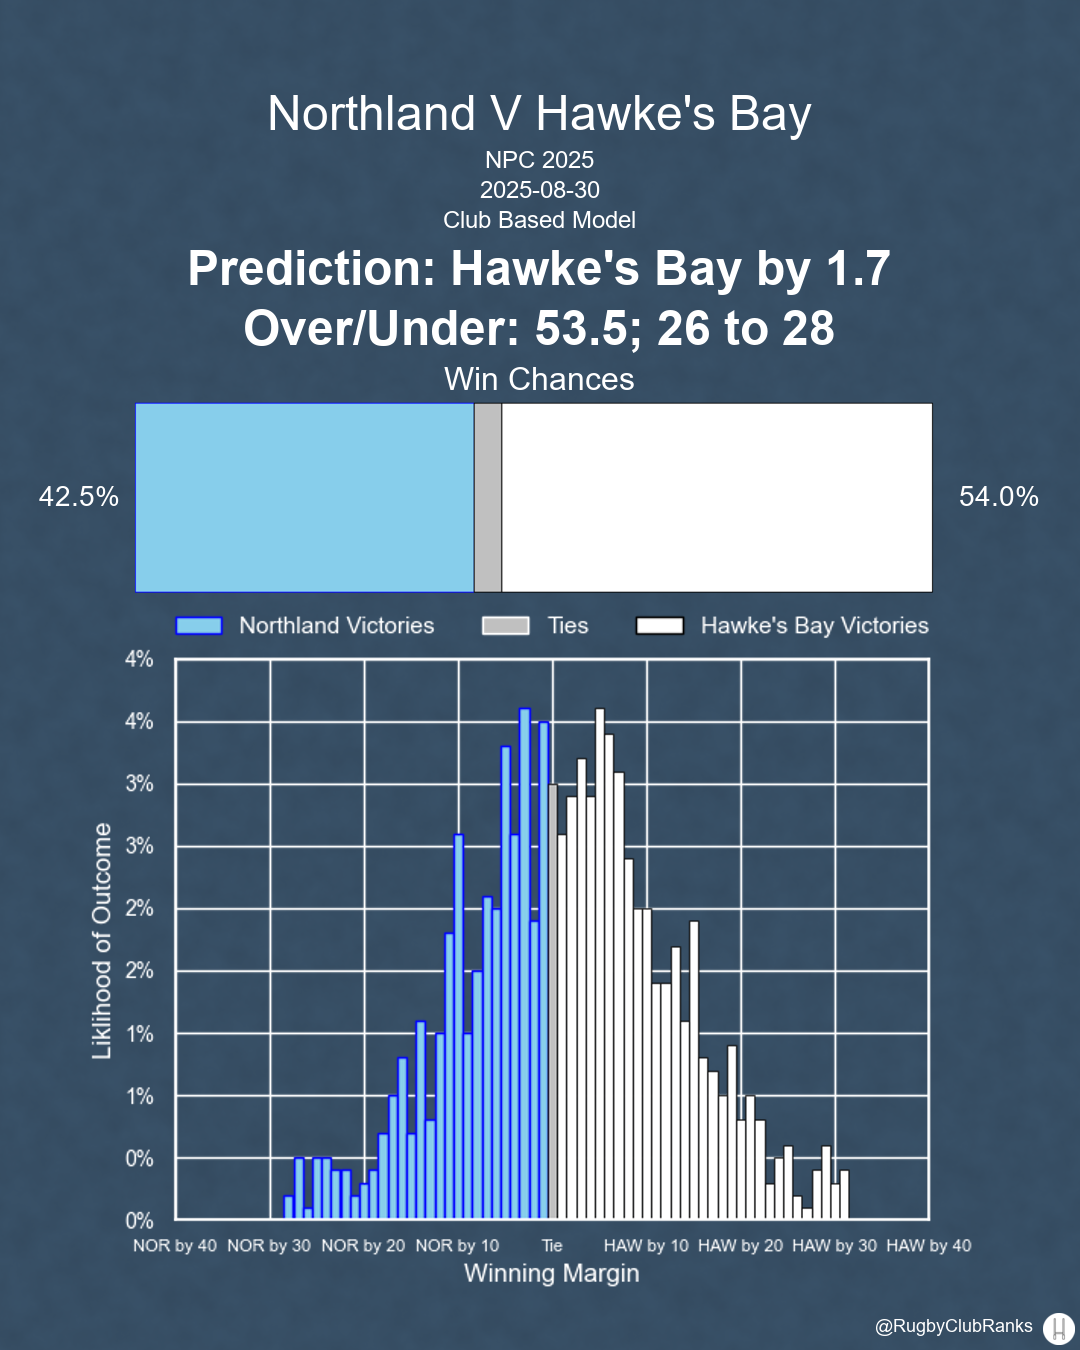 Northland V Hawke's Bay
NPC 2025
2025-08-30
Club Based Model
Prediction: Hawke's Bay by 1.7
Over/Under: 53.5; 26 to 28
Win Chances
42.5%
54.0%
Northland Victories Ties Hawke's Bay Victories
4%
4%
3%
3%
2%
2%
1%
1%
0%
0%
Liklihood of Outcome
NOR by 40 NOR by 30 NOR by 20 NOR by 10 Tie HAW by 10 HAW by 20 HAW by 30 HAW by 40
Winning Margin
@RugbyClubRanks